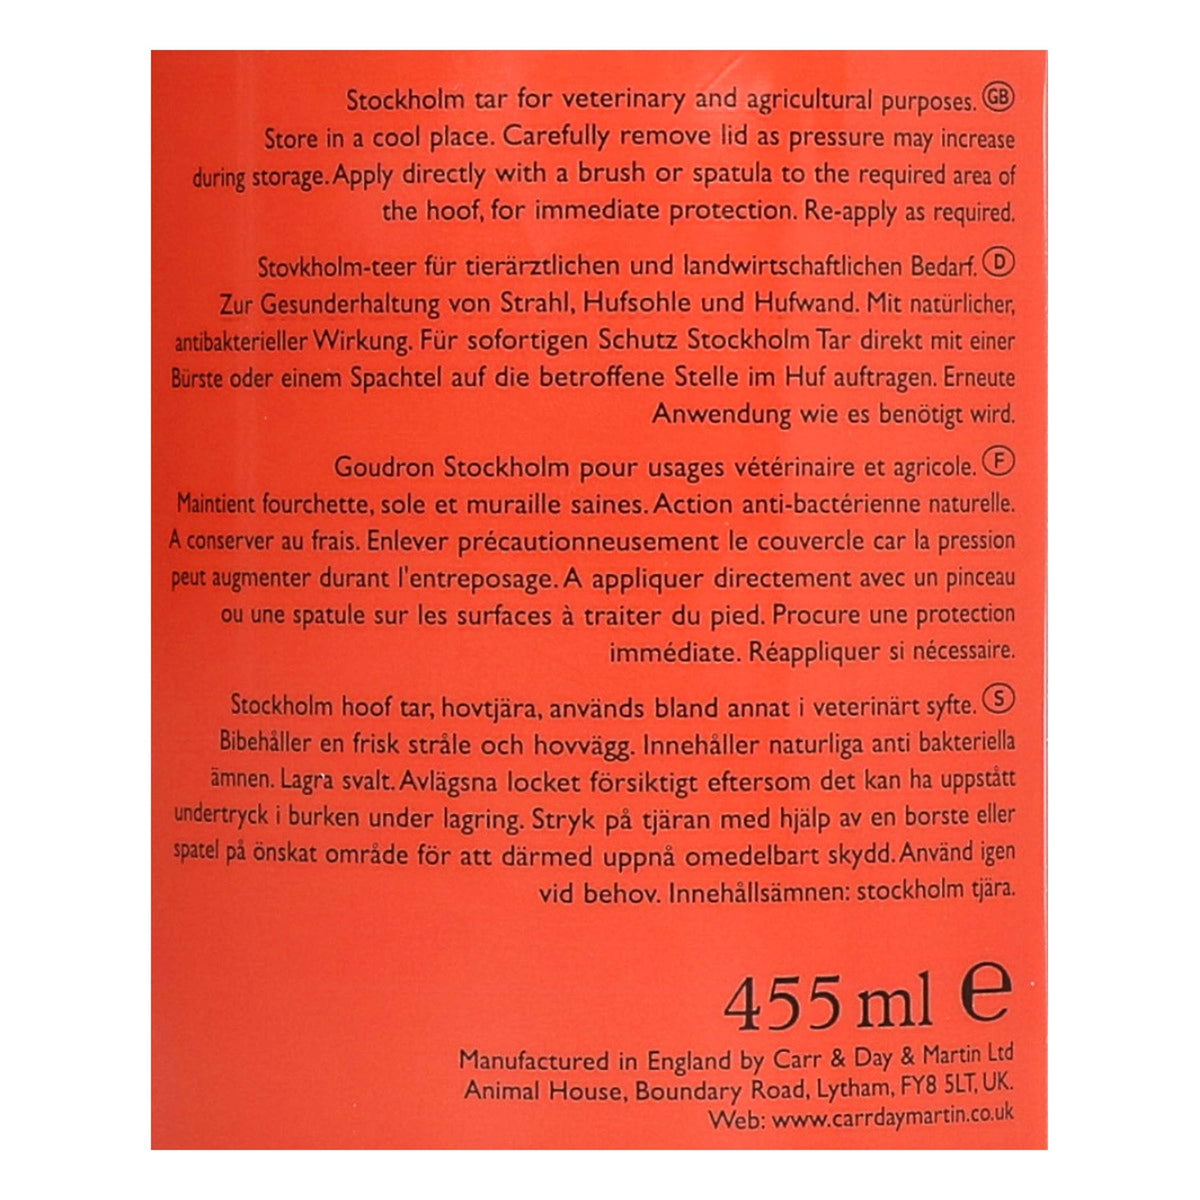 Stockholm tar for veterinary and agricultural purposes. GB
Store in a cool place. Carefully remove lid as pressure may increase
during storage. Apply directly with a brush or spatula to the required area of
the hoof, for immediate protection. Re-apply as required.
Stovkholm-teer für tierärztlichen und landwirtschaftlichen Bedarf. D
Zur Gesunderhaltung von Strahl, Hufsohle und Hufwand. Mit natürlicher,
antibakterieller Wirkung. Für sofortigen Schutz Stockholm Tar direkt mit einer
Bürste oder einem Spachtel auf die betroffene Stelle im Huf auftragen. Erneute
Anwendung wie es benötigt wird.
Goudron Stockholm pour usages vétérinaire et agricole. F
Maintient fourchette, sole et muraille saines. Action anti-bactérienne naturelle.
A conserver au frais. Enlever précautionneusement le couvercle car la pression
peut augmenter durant l'entreposage. A appliquer directement avec un pinceau
ou une spatule sur les surfaces à traiter du pied. Procure une protection
immédiate. Réappliquer si nécessaire.
Stockholm hoof tar, hovtjära, används bland annat i veterinärt syfte. S
Bibehåller en frisk stråle och hovvägg. Innehåller naturliga anti bakteriella
ämnen. Lagra svalt. Avlägsna locket försiktigt eftersom det kan ha uppstått
undertryck i burken under lagring. Stryk på tjäran med hjälp av en borste eller
spatel på önskat område för att därmed uppnå omedelbart skydd. Använd igen
vid behov. Innehållsämnen: stockholm tjära.
455 ml e
Manufactured in England by Carr & Day & Martin Ltd
Animal House, Boundary Road, Lytham, FY8 5LT, UK.
Web: www.carrdaymartin.co.uk